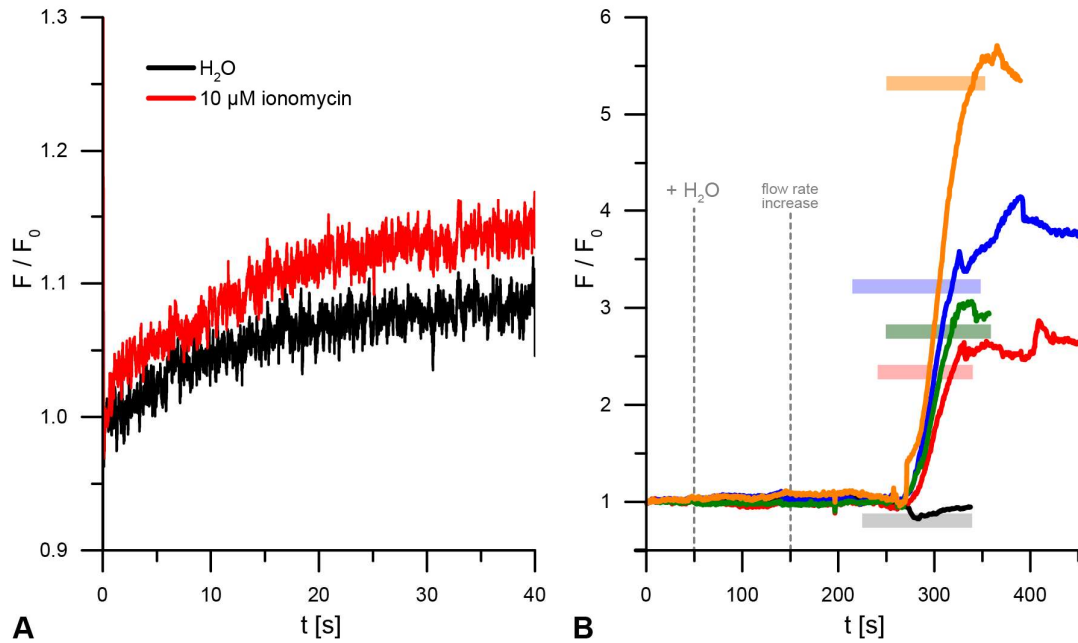 1.3
1.2
1.1
1.0
0.9
F / F₀
H₂O
10 µM ionomycin
0 10 20 30 40
t [s]
A
6
5
4
3
2
1
F / F₀
+ H₂O
flow rate
increase
0 100 200 300 400
t [s]
B